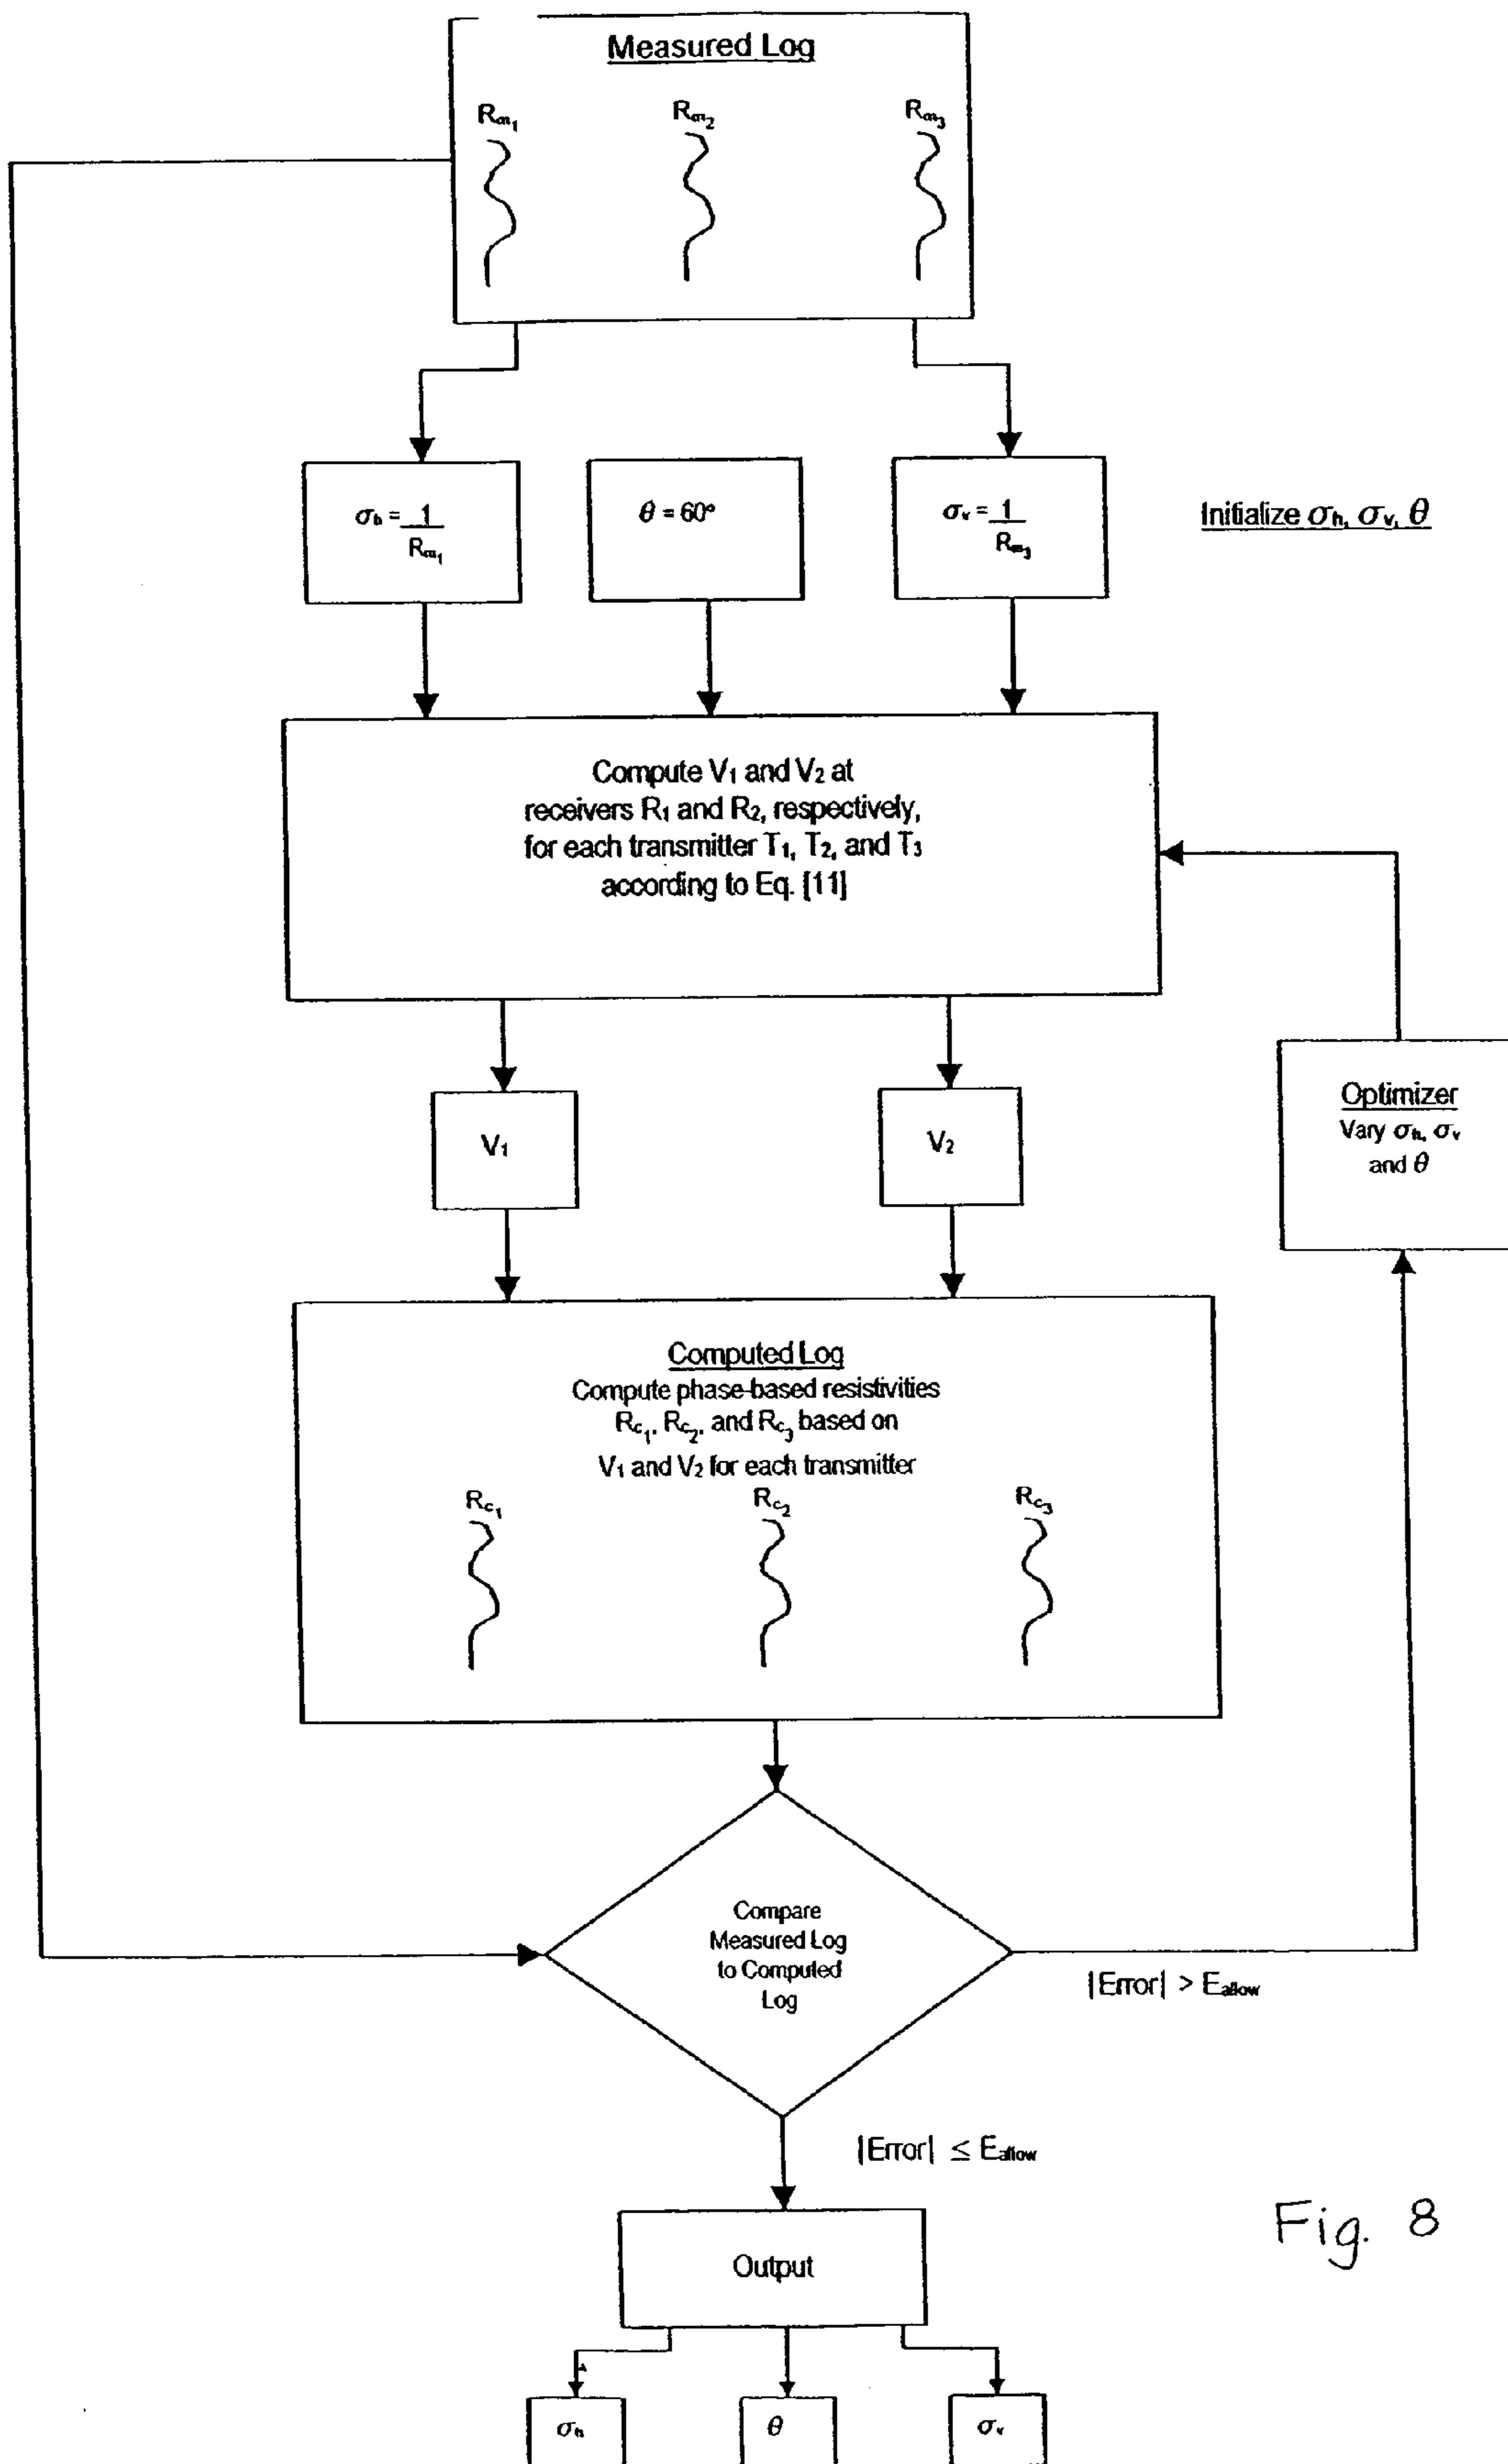 Measured Log
Rm1 Rm2 Rm3
σh = 1/Rm1
θ = 60°
σv = 1/Rm3
Initialize σh, σv, θ
Compute V1 and V2 at
receivers R1 and R2, respectively,
for each transmitter T1, T2, and T3
according to Eq. [11]
V1
V2
Optimizer
Vary σh, σv
and θ
Computed Log
Compute phase-based resistivities
Rc1, Rc2, and Rc3 based on
V1 and V2 for each transmitter
Rc1 Rc2 Rc3
Compare
Measured Log
to Computed
Log
|Error| > Eallow
|Error| ≤ Eallow
Output
σh
θ
σv
Fig. 8